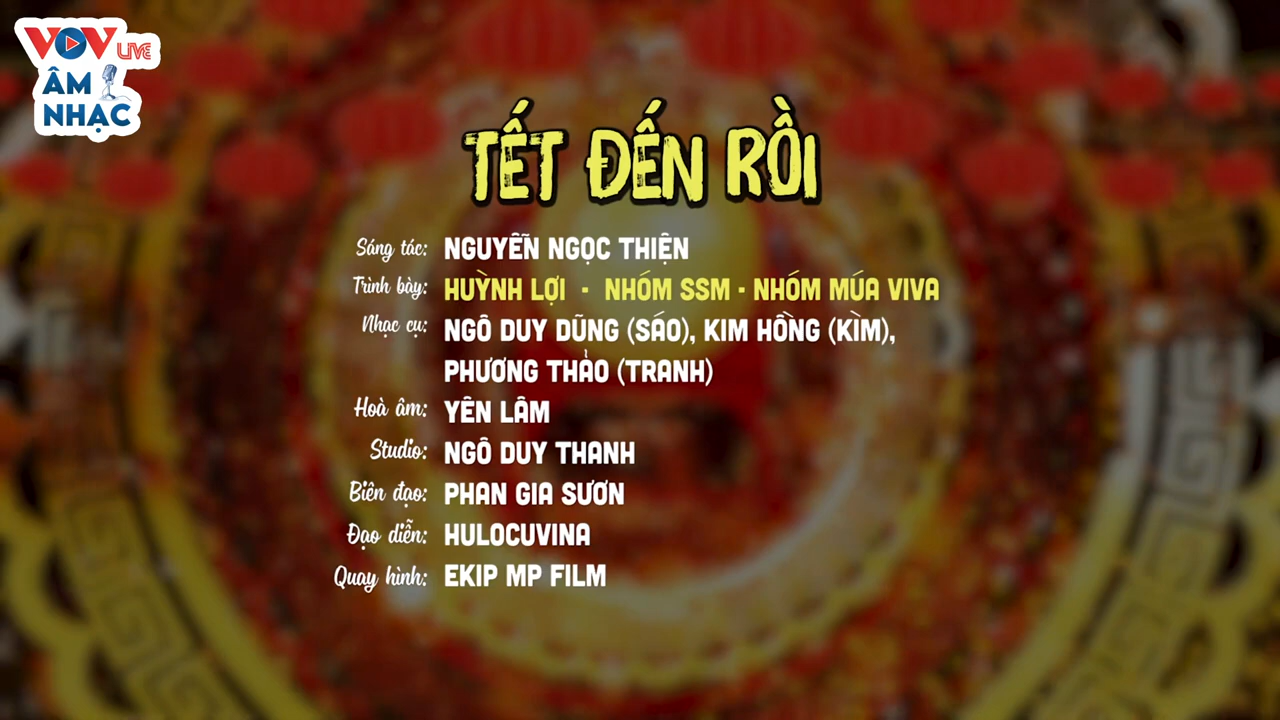 VOV LIVE
ÂM
NHẠC
TẾT ĐẾN RỒI
Sáng tác: NGUYỄN NGỌC THIỆN
Trình bày: HUỲNH LỢI - NHÓM SSM - NHÓM MÚA VIVA
Nhạc cụ: NGÔ DUY DŨNG (SÁO), KIM HỒNG (KÌM),
PHƯƠNG THẢO (TRANH)
Hoà âm: YÊN LÂM
Studio: NGÔ DUY THANH
Biên đạo: PHAN GIA SƯƠN
Đạo diễn: HULOCUVINA
Quay hình: EKIP MP FILM